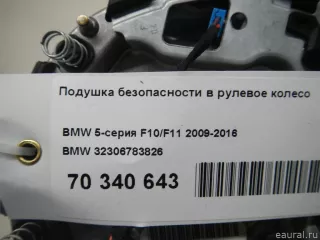 Подушка безопасности в рулевое колесо
BMW 5-серия F10/F11 2009-2016
BMW 32306783826
70 340 643
eaural.ru